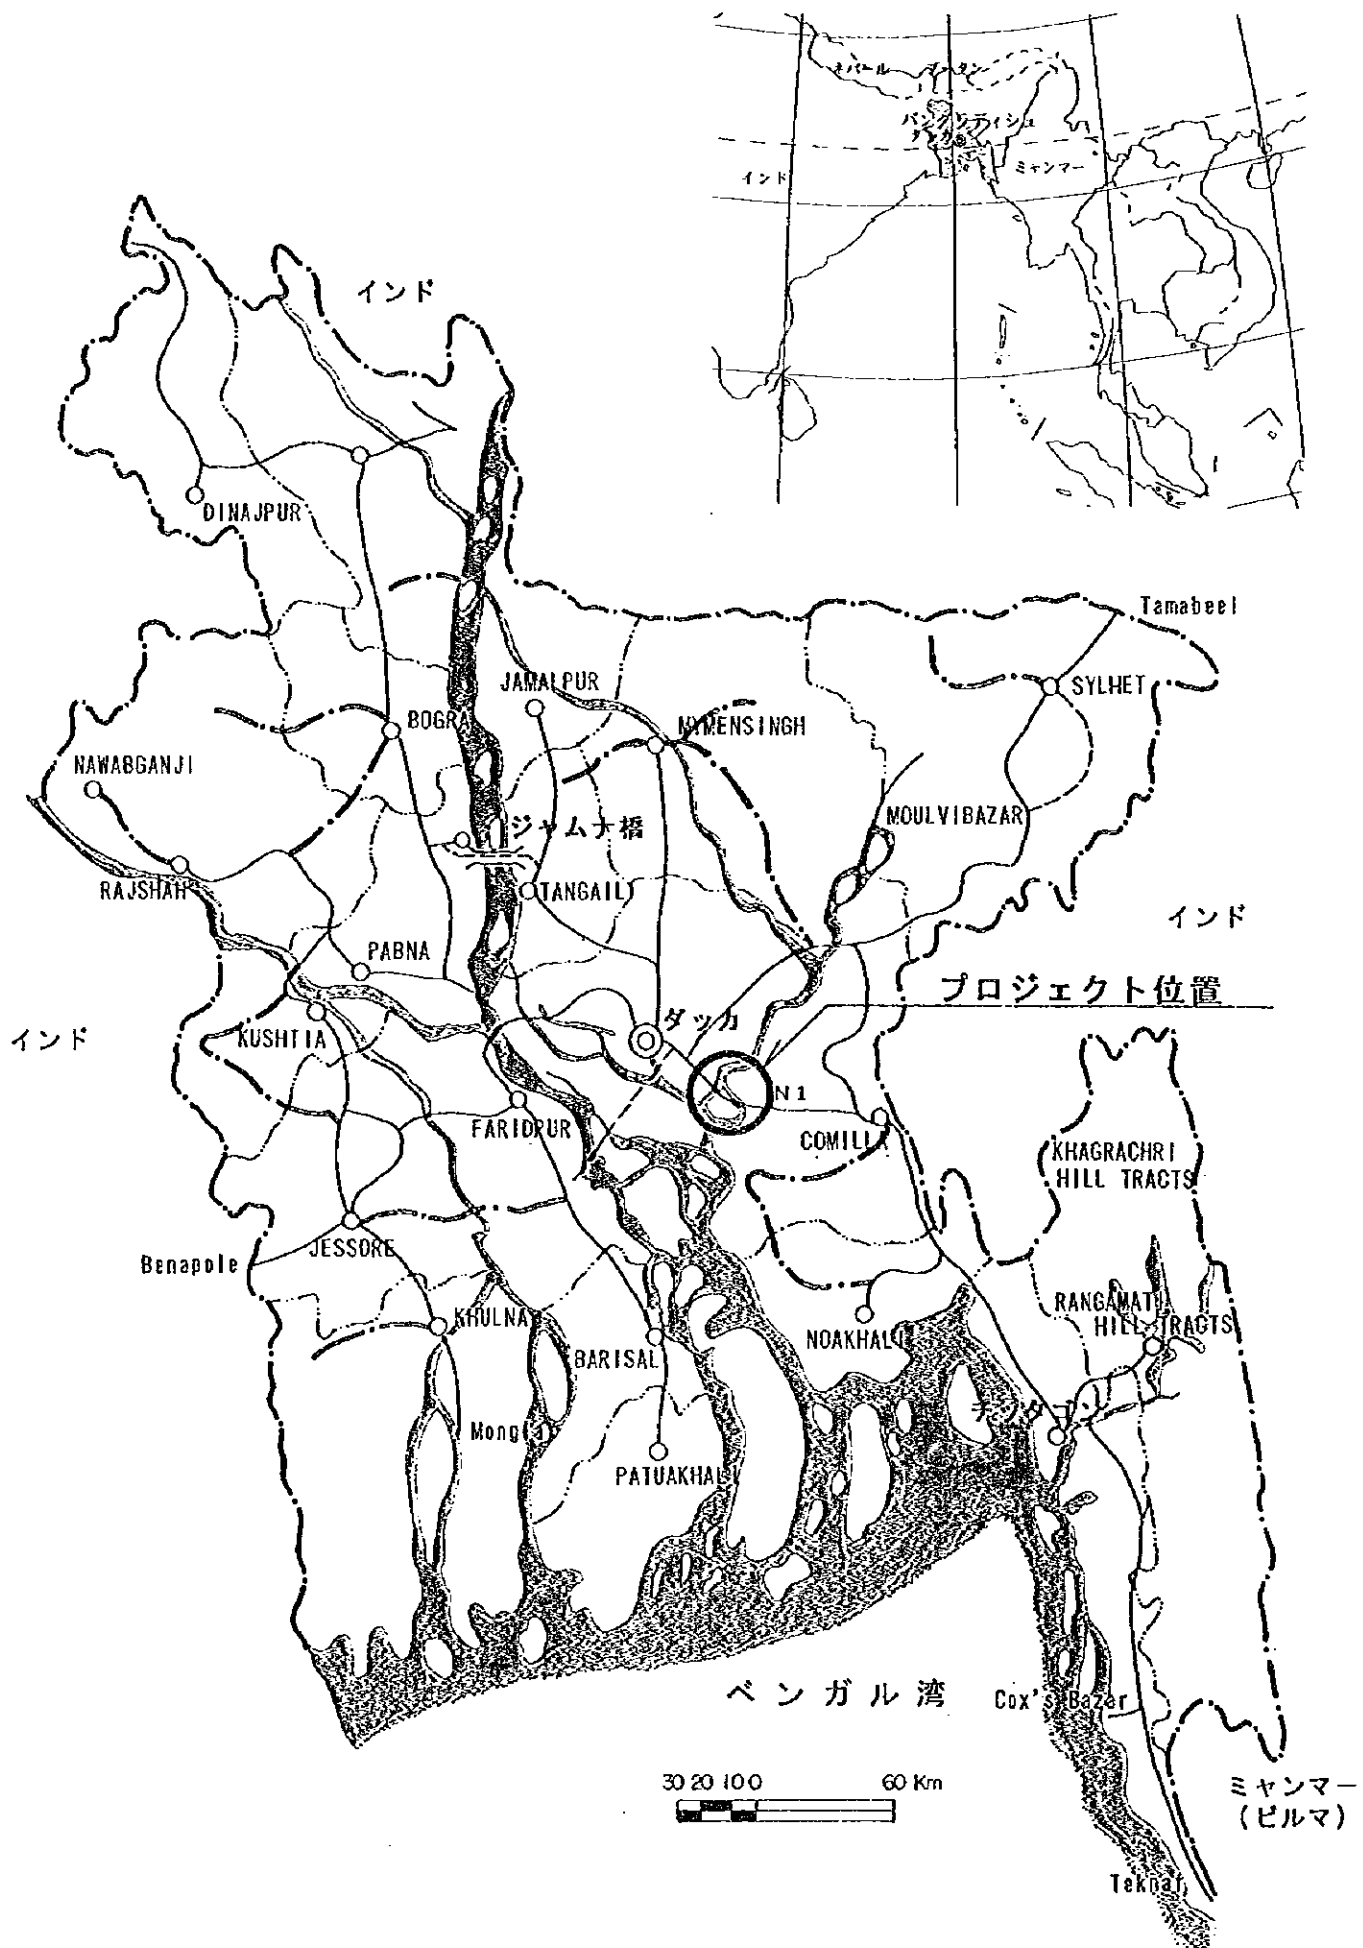 ネパール
ブータン
バングラディシュ
ダッカ
インド
ミャンマー
インド
DINAJPUR
Tamabeel
JAMALPUR
SYLHET
BOGRA
MYMENSINGH
NAWABGANJI
MOULVIBAZAR
ジャムナ橋
RAJSHAHI
TANGAIL
インド
PABNA
プロジェクト位置
インド
KUSHTIA
ダッカ
N1
FARIDPUR
COMILLA
KHAGRACHRI
HILL TRACTS
JESSORE
Benapole
RANGAMATI
HILL TRACTS
KHULNA
NOAKHALI
BARISAL
PATUAKHALI
ベンガル湾
Cox's Bazar
30 20 10 0 60 Km
ミャンマー
(ビルマ)
Teknaf